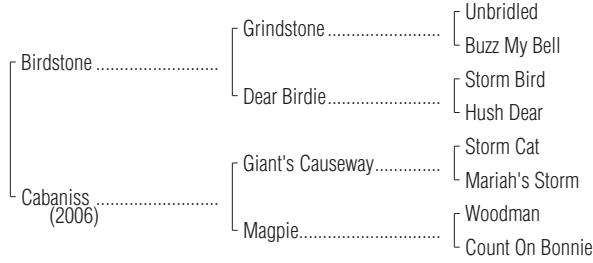 Unbridled
Grindstone ..........................
Buzz My Bell
Birdstone ............................
Storm Bird
Dear Birdie..........................
Hush Dear
Storm Cat
Giant's Causeway...............
Mariah's Storm
Cabaniss ............................
(2006)
Woodman
Magpie.................................
Count On Bonnie